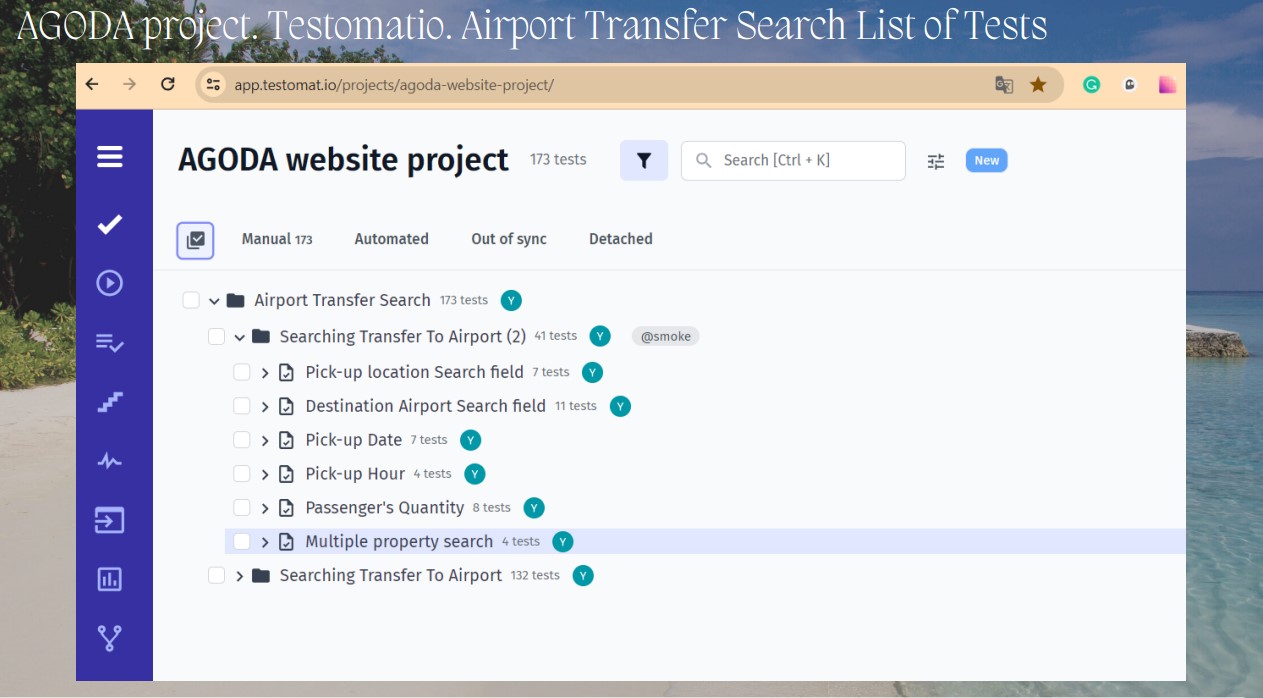 AGODA project. Testomatio. Airport Transfer Search List of Tests
app.testomat.io/projects/agoda-website-project/
AGODA website project 173 tests Search [Ctrl + K] New
Manual 173 Automated Out of sync Detached
Airport Transfer Search 173 tests Y
Searching Transfer To Airport (2) 41 tests Y @smoke
Pick-up location Search field 7 tests Y
Destination Airport Search field 11 tests Y
Pick-up Date 7 tests Y
Pick-up Hour 4 tests Y
Passenger's Quantity 8 tests Y
Multiple property search 4 tests Y
Searching Transfer To Airport 132 tests Y